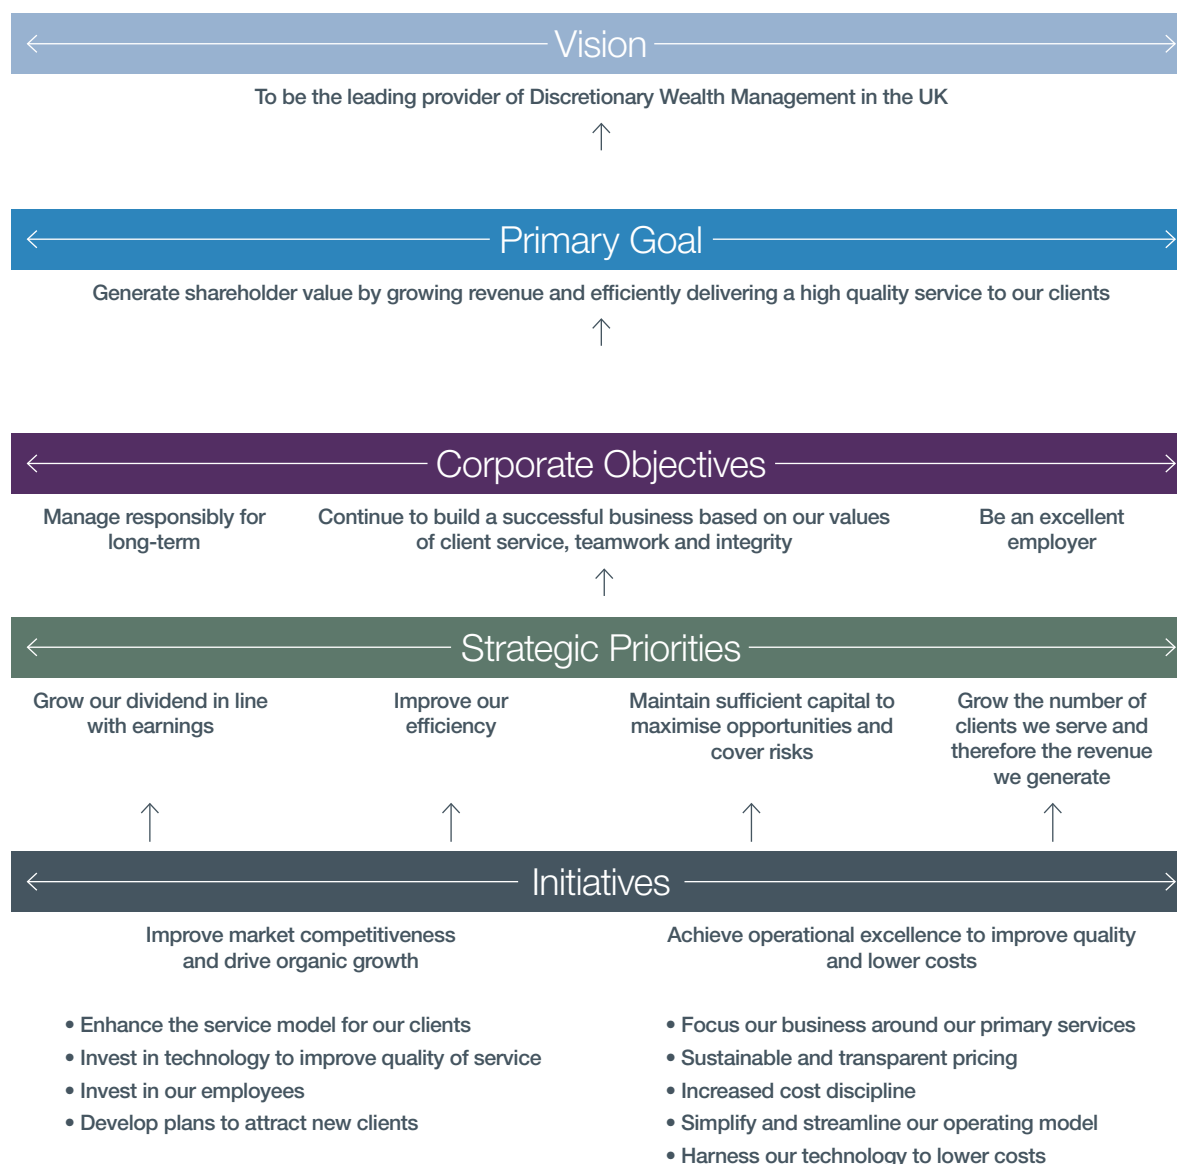 Vision
To be the leading provider of Discretionary Wealth Management in the UK
Primary Goal
Generate shareholder value by growing revenue and efficiently delivering a high quality service to our clients
Corporate Objectives
Manage responsibly for
long-term
Continue to build a successful business based on our values
of client service, teamwork and integrity
Be an excellent
employer
Strategic Priorities
Grow our dividend in line
with earnings
Improve our
efficiency
Maintain sufficient capital to
maximise opportunities and
cover risks
Grow the number of
clients we serve and
therefore the revenue
we generate
Initiatives
Improve market competitiveness
and drive organic growth
• Enhance the service model for our clients
• Invest in technology to improve quality of service
• Invest in our employees
• Develop plans to attract new clients
Achieve operational excellence to improve quality
and lower costs
• Focus our business around our primary services
• Sustainable and transparent pricing
• Increased cost discipline
• Simplify and streamline our operating model
• Harness our technology to lower costs